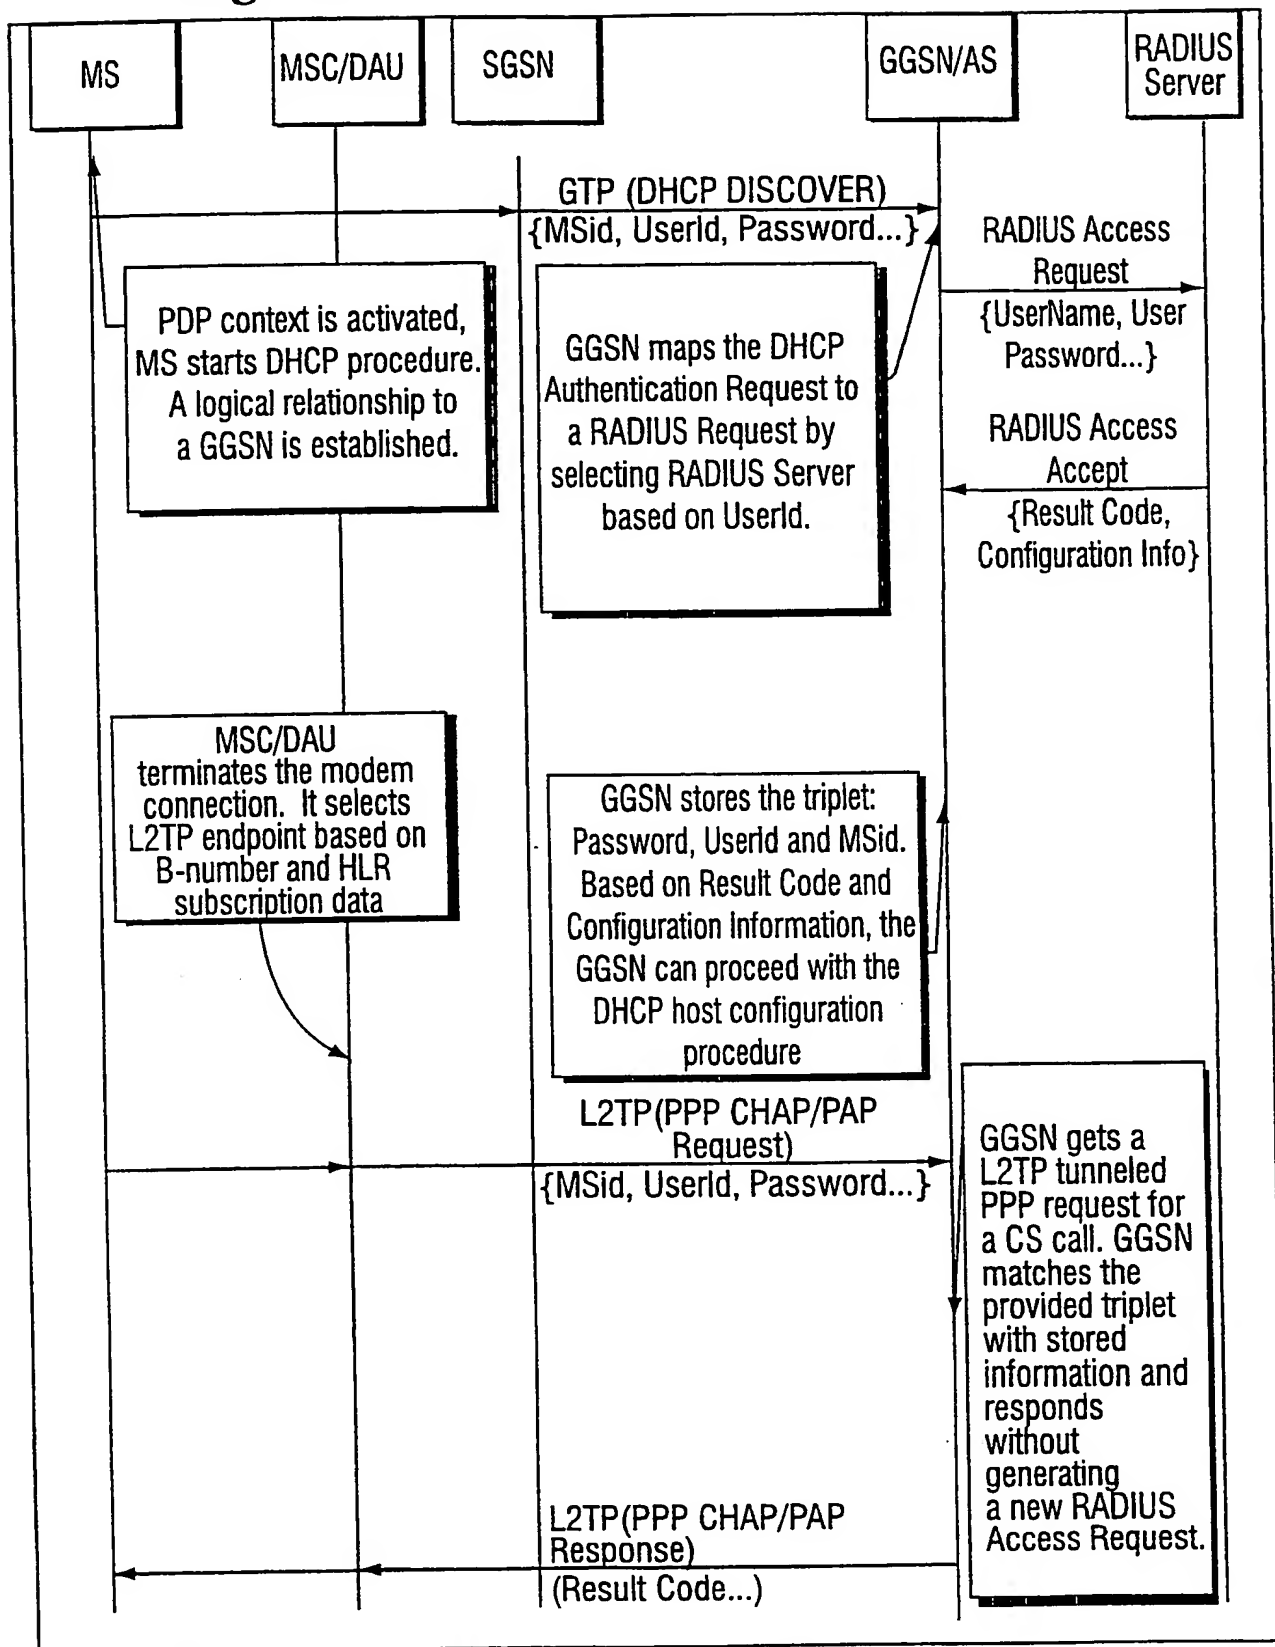 MS
MSC/DAU
SGSN
GGSN/AS
RADIUS
Server
GTP (DHCP DISCOVER)
{MSid, UserId, Password...}
RADIUS Access
Request
{UserName, User
Password...}
PDP context is activated,
MS starts DHCP procedure.
A logical relationship to
a GGSN is established.
GGSN maps the DHCP
Authentication Request to
a RADIUS Request by
selecting RADIUS Server
based on UserId.
RADIUS Access
Accept
{Result Code,
Configuration Info}
MSC/DAU
terminates the modem
connection. It selects
L2TP endpoint based on
B-number and HLR
subscription data
GGSN stores the triplet:
Password, UserId and MSid.
Based on Result Code and
Configuration Information, the
GGSN can proceed with the
DHCP host configuration
procedure
L2TP(PPP CHAP/PAP
Request)
{MSid, UserId, Password...}
GGSN gets a
L2TP tunneled
PPP request for
a CS call. GGSN
matches the
provided triplet
with stored
information and
responds
without
generating
a new RADIUS
Access Request.
L2TP(PPP CHAP/PAP
Response)
(Result Code...)